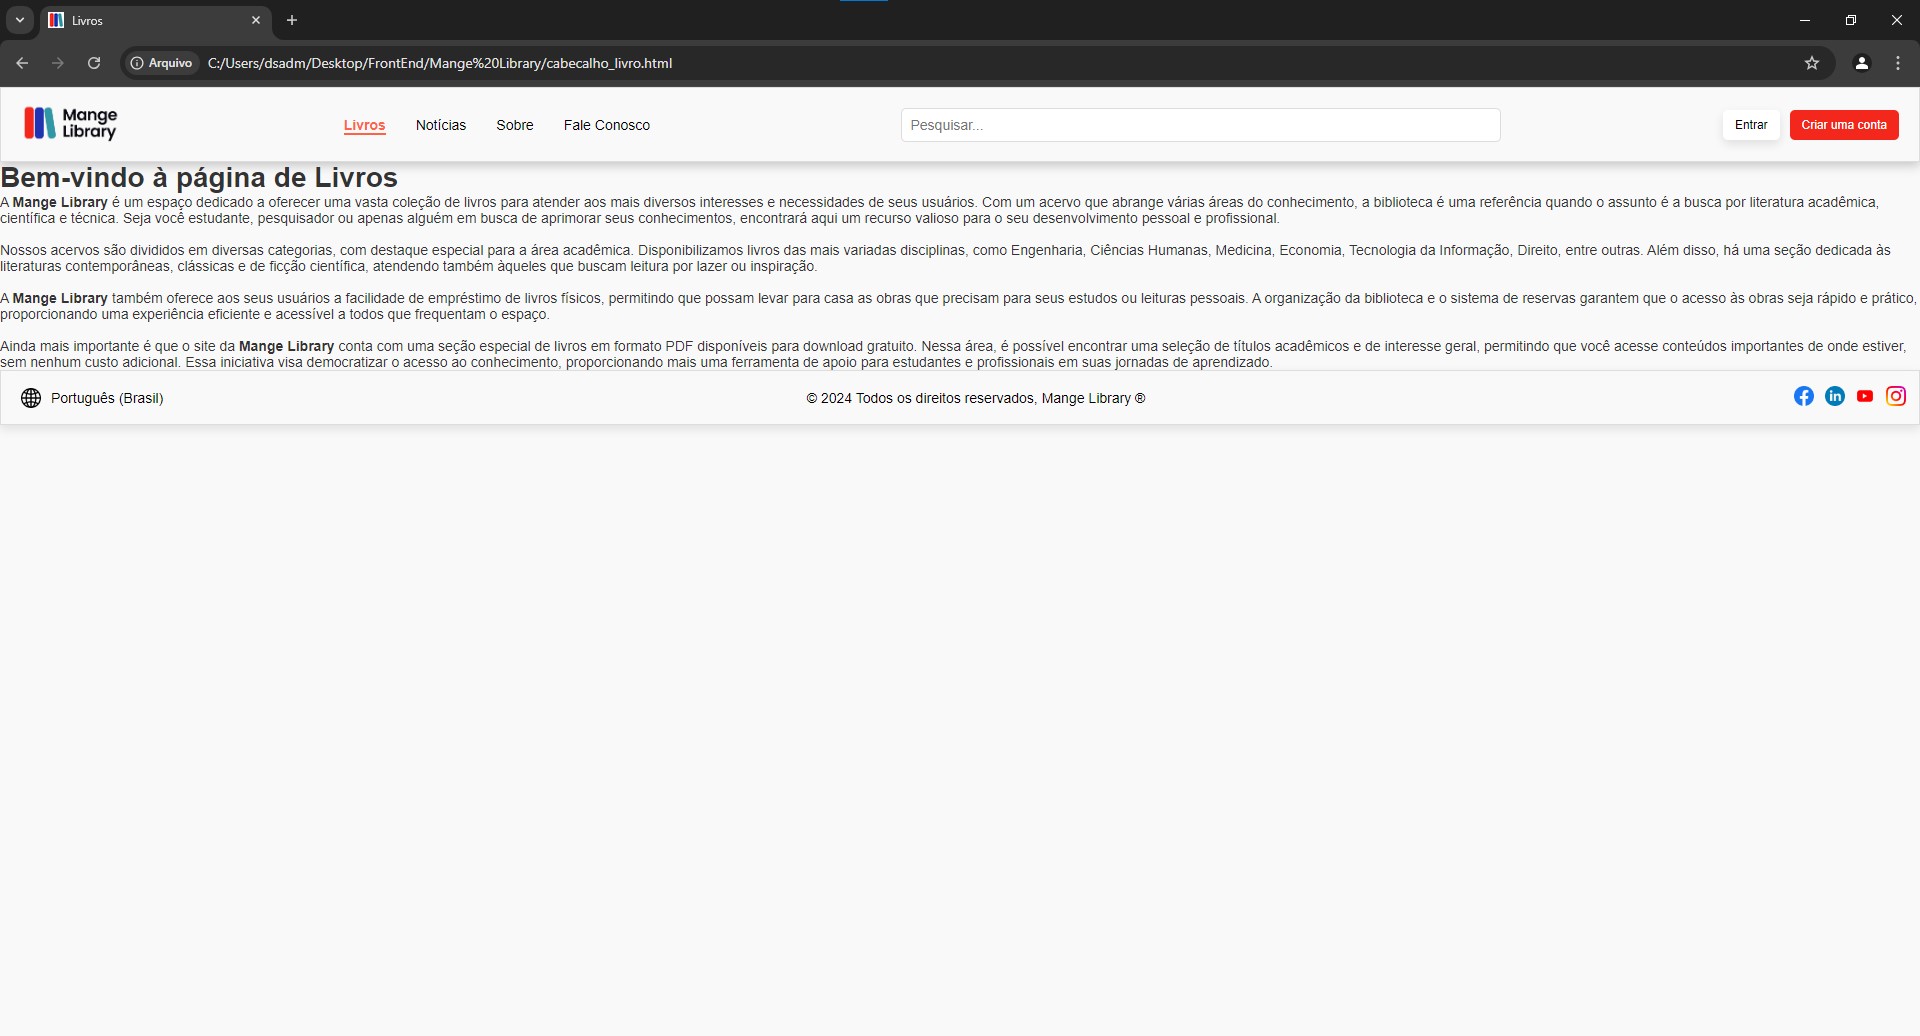 Livros
Arquivo
C:/Users/dsadm/Desktop/FrontEnd/Mange%20Library/cabecalho_livro.html
Mange
Library
Livros Notícias Sobre Fale Conosco
Pesquisar...
Entrar
Criar uma conta
Bem-vindo à página de Livros
A Mange Library é um espaço dedicado a oferecer uma vasta coleção de livros para atender aos mais diversos interesses e necessidades de seus usuários. Com um acervo que abrange várias áreas do conhecimento, a biblioteca é uma referência quando o assunto é a busca por literatura acadêmica,
científica e técnica. Seja você estudante, pesquisador ou apenas alguém em busca de aprimorar seus conhecimentos, encontrará aqui um recurso valioso para o seu desenvolvimento pessoal e profissional.
Nossos acervos são divididos em diversas categorias, com destaque especial para a área acadêmica. Disponibilizamos livros das mais variadas disciplinas, como Engenharia, Ciências Humanas, Medicina, Economia, Tecnologia da Informação, Direito, entre outras. Além disso, há uma seção dedicada às
literaturas contemporâneas, clássicas e de ficção científica, atendendo também àqueles que buscam leitura por lazer ou inspiração.
A Mange Library também oferece aos seus usuários a facilidade de empréstimo de livros físicos, permitindo que possam levar para casa as obras que precisam para seus estudos ou leituras pessoais. A organização da biblioteca e o sistema de reservas garantem que o acesso às obras seja rápido e prático,
proporcionando uma experiência eficiente e acessível a todos que frequentam o espaço.
Ainda mais importante é que o site da Mange Library conta com uma seção especial de livros em formato PDF disponíveis para download gratuito. Nessa área, é possível encontrar uma seleção de títulos acadêmicos e de interesse geral, permitindo que você acesse conteúdos importantes de onde estiver,
sem nenhum custo adicional. Essa iniciativa visa democratizar o acesso ao conhecimento, proporcionando mais uma ferramenta de apoio para estudantes e profissionais em suas jornadas de aprendizado.
Português (Brasil)
© 2024 Todos os direitos reservados, Mange Library ®
in